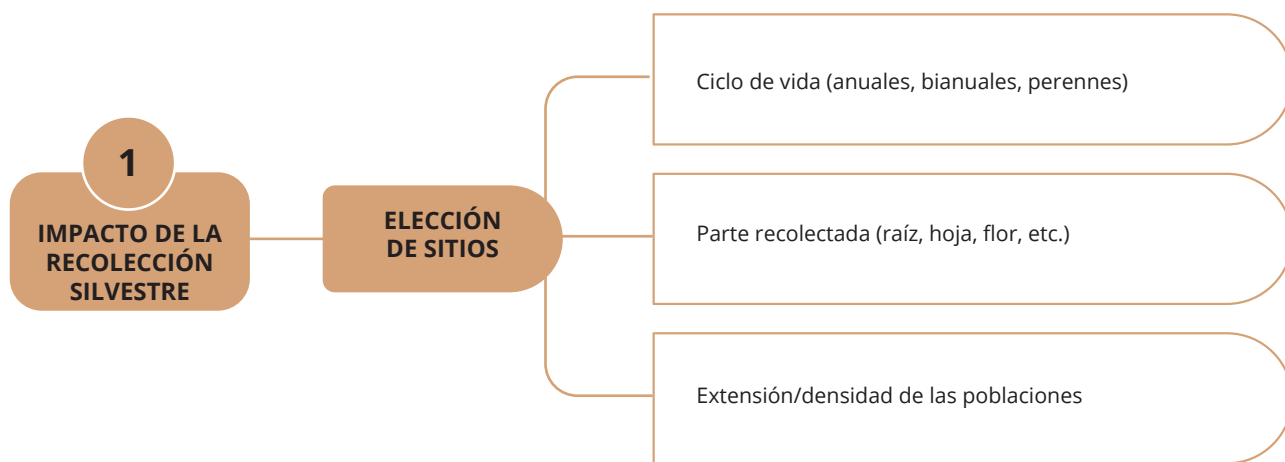 1
IMPACTO DE LA
RECOLECCIÓN
SILVESTRE
ELECCIÓN
DE SITIOS
Ciclo de vida (anuales, bianuales, perennes)
Parte recolectada (raíz, hoja, flor, etc.)
Extensión/densidad de las poblaciones